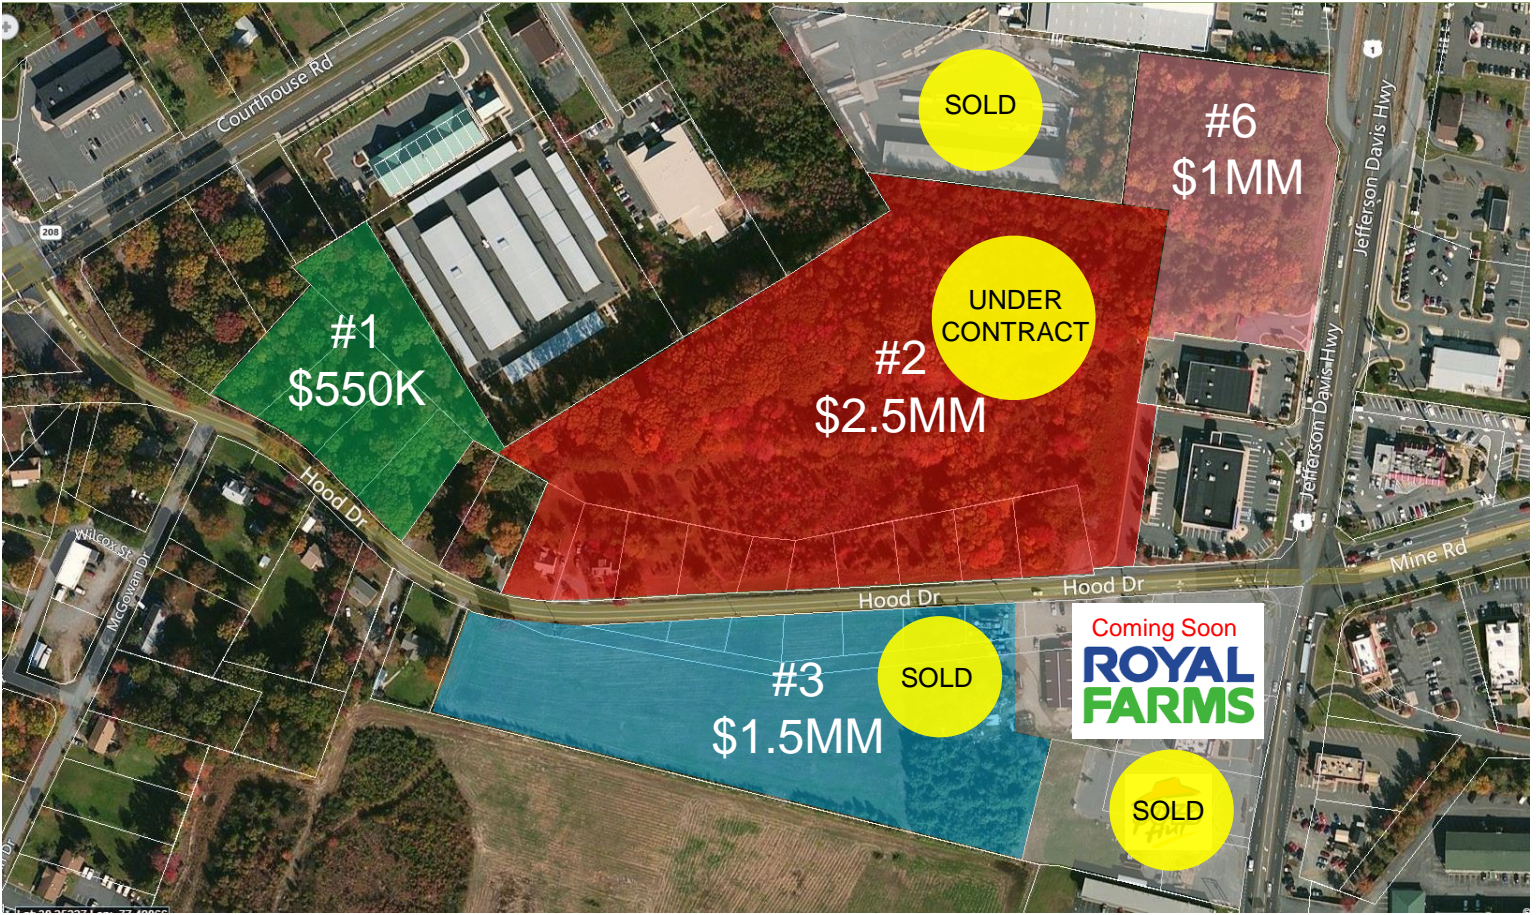 Courthouse Rd
208
SOLD
#6
$1MM
1
Jefferson Davis Hwy
#1
$550K
UNDER
CONTRACT
#2
$2.5MM
Jefferson Davis Hwy
1
Hood Dr
Wilcox St
McGowan Dr
Mine Rd
Hood Dr
Hood Dr
Coming Soon
ROYAL
FARMS
#3
$1.5MM
SOLD
SOLD
Hut
Dr